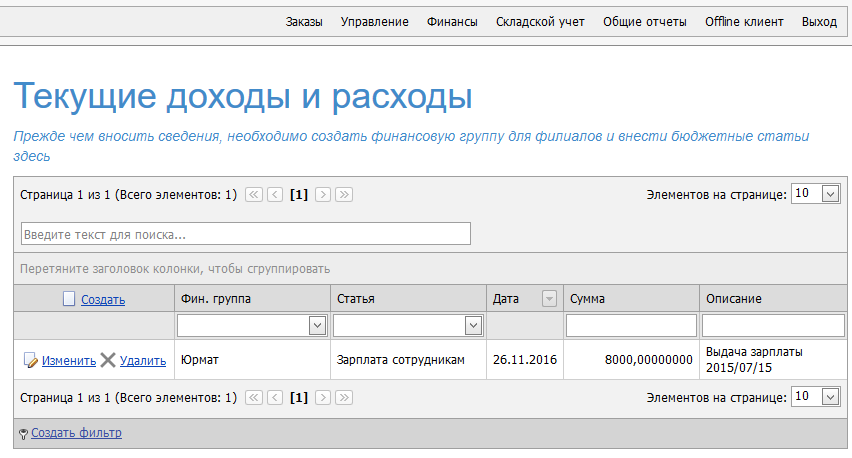 Заказы Управление Финансы Складской учет Общие отчеты Offline клиент Выход
Текущие доходы и расходы
Прежде чем вносить сведения, необходимо создать финансовую группу для филиалов и внести бюджетные статьи
здесь
Страница 1 из 1 (Всего элементов: 1) [1] Элементов на странице: 10
Введите текст для поиска...
Перетяните заголовок колонки, чтобы сгруппировать
Создать Фин. группа Статья Дата Сумма Описание
Изменить Удалить Юрмат Зарплата сотрудникам 26.11.2016 8000,00000000 Выдача зарплаты
2015/07/15
Страница 1 из 1 (Всего элементов: 1) [1] Элементов на странице: 10
Создать фильтр